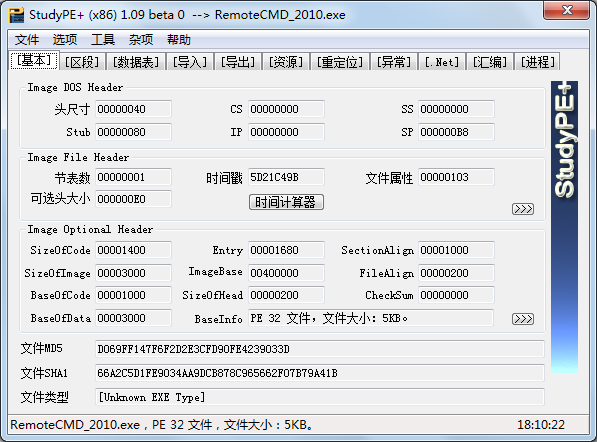 StudyPE+ (x86) 1.09 beta 0 --> RemoteCMD_2010.exe
文件 选项 工具 杂项 帮助
[基本] [区段] [数据表] [导入] [导出] [资源] [重定位] [异常] [.Net] [汇编] [进程]
Image DOS Header
头尺寸 00000040 CS 00000000 SS 00000000
Stub 00000080 IP 00000000 SP 000000B8
StudyPE+
Image File Header
节表数 00000001 时间戳 5D21C49B 文件属性 00000103
可选头大小 000000E0 时间计算器 >>>
Image Optional Header
SizeOfCode 00001400 Entry 00001680 SectionAlign 00001000
SizeOfImage 00003000 ImageBase 00400000 FileAlign 00000200
BaseOfCode 00001000 SizeOfHead 00000200 CheckSum 00000000
BaseOfData 00003000 BaseInfo PE 32 文件，文件大小：5KB。 >>>
文件MD5 D069FF147F6F2D2E3CFD90FE4239033D
文件SHA1 66A2C5D1FE9034AA9DCB878C965662F07B79A41B
文件类型 [Unknown EXE Type]
RemoteCMD_2010.exe，PE 32 文件，文件大小：5KB。 18:10:22